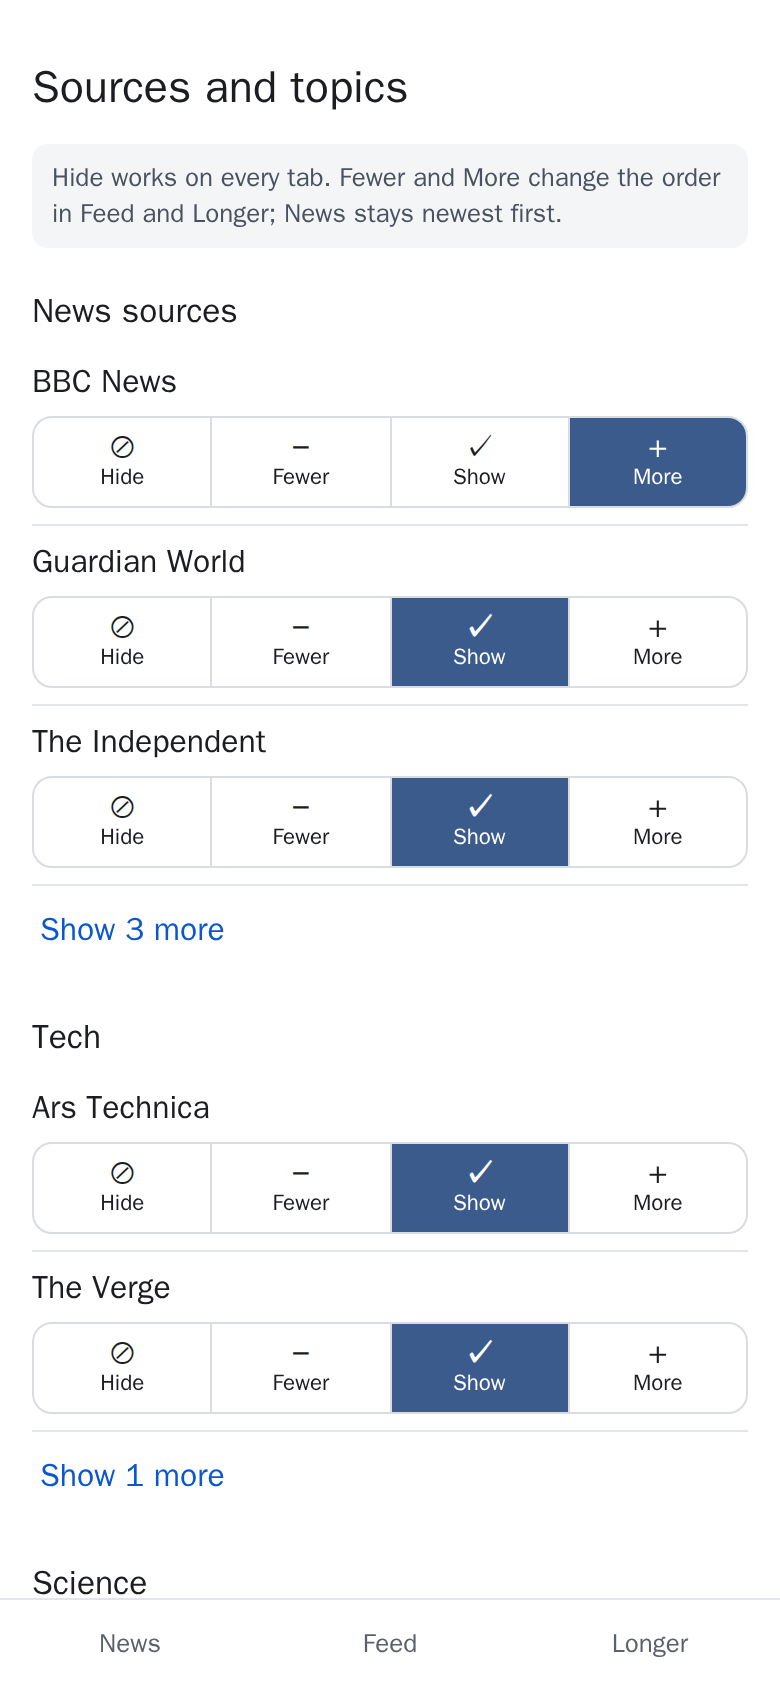 Sources and topics
Hide works on every tab. Fewer and More change the order
in Feed and Longer; News stays newest first.
News sources
BBC News
Hide Fewer Show More
Guardian World
Hide Fewer Show More
The Independent
Hide Fewer Show More
Show 3 more
Tech
Ars Technica
Hide Fewer Show More
The Verge
Hide Fewer Show More
Show 1 more
Science
News Feed Longer